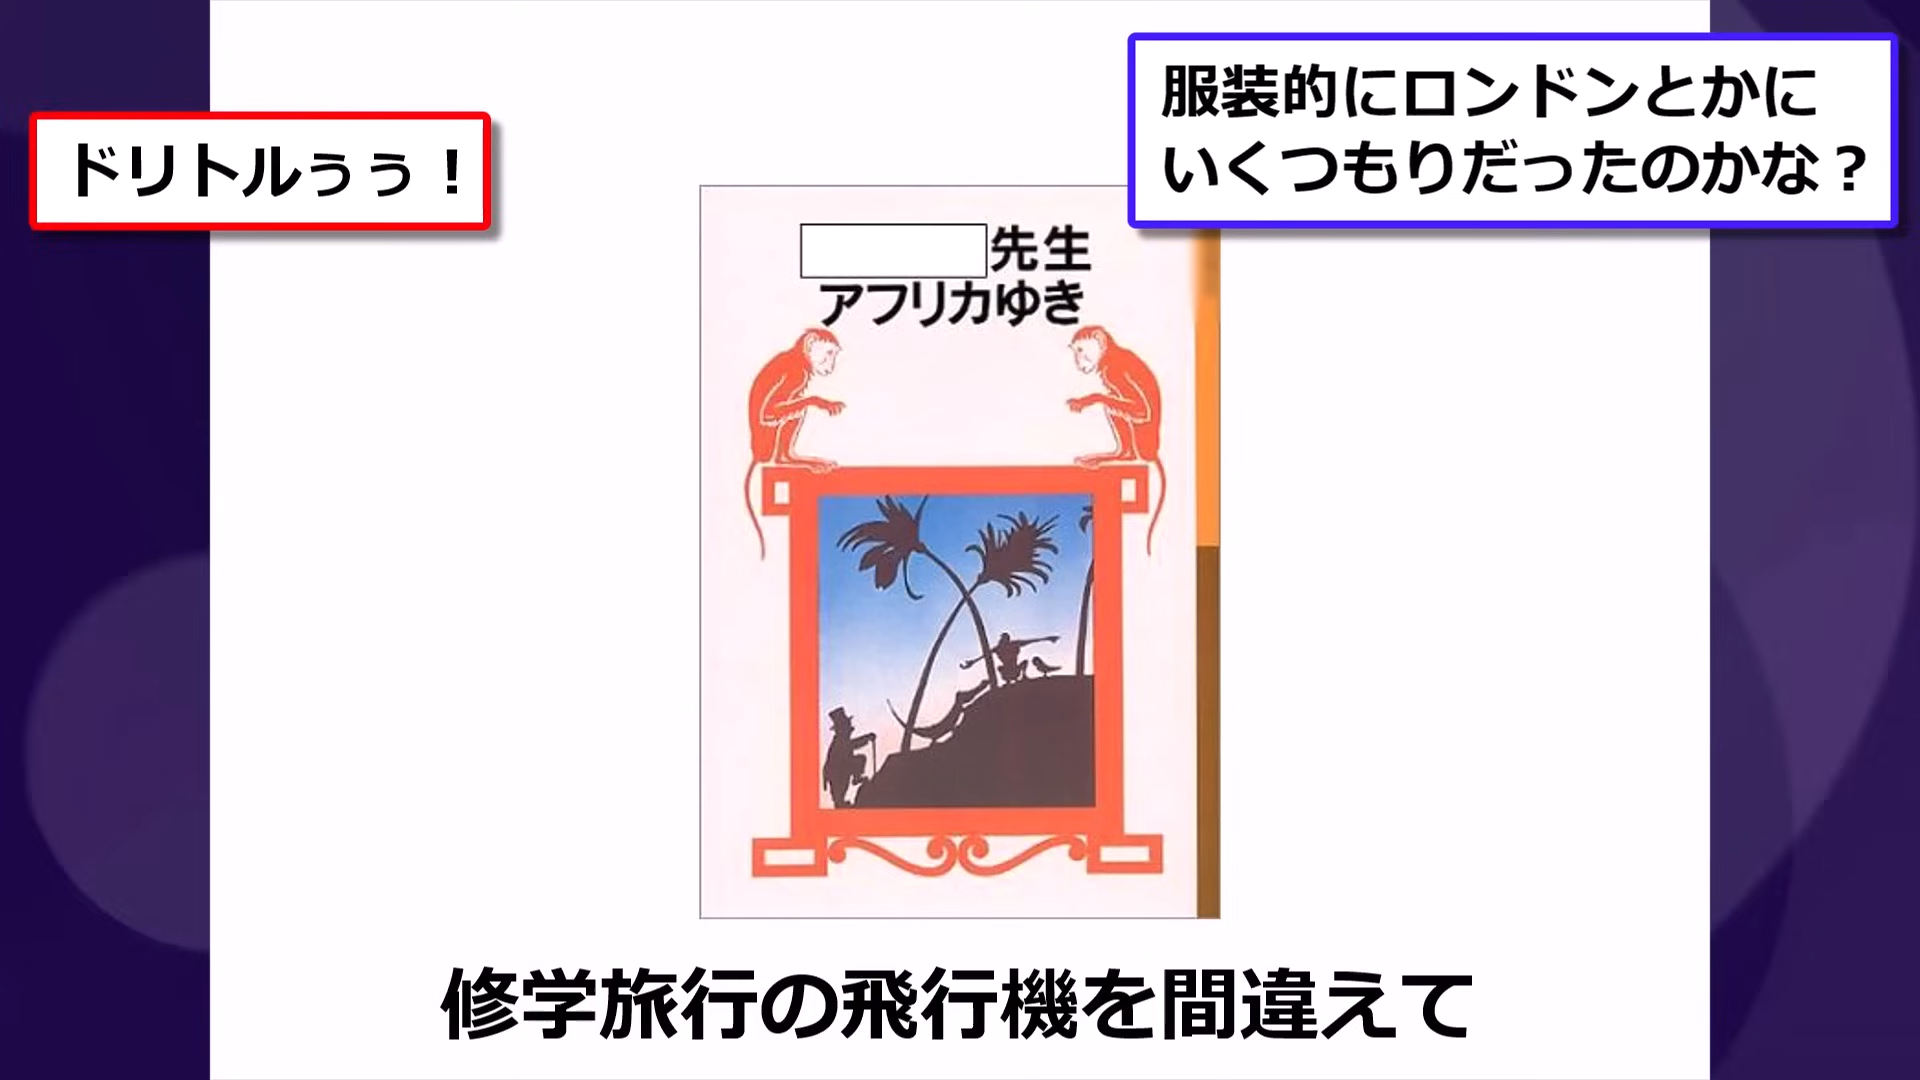 ドリトルぅぅ！
服装的にロンドンとかに
いくつもりだったのかな？
先生
アフリカゆき
修学旅行の飛行機を間違えて